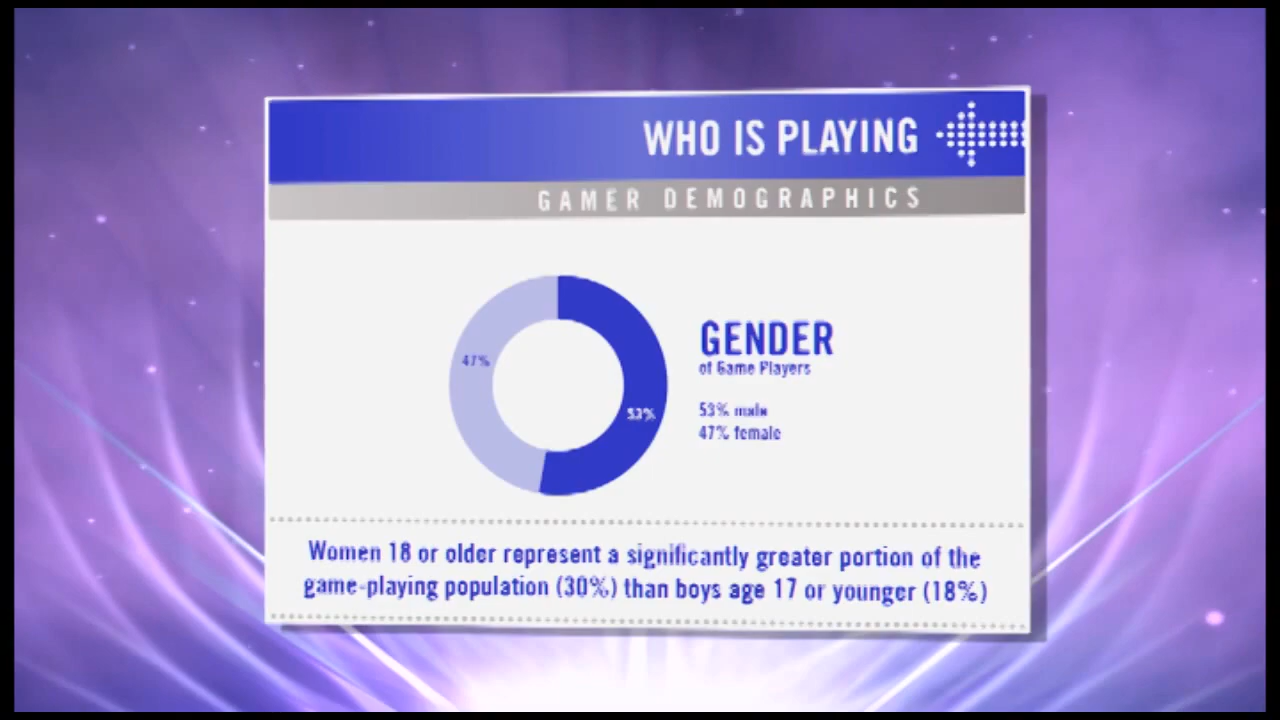 WHO IS PLAYING
GAMER DEMOGRAPHICS
47%
53%
GENDER
of Game Players
53% male
47% female
Women 18 or older represent a significantly greater portion of the
game-playing population (30%) than boys age 17 or younger (18%)